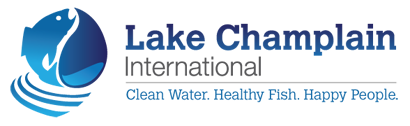 Lake Champlain
International
Clean Water. Healthy Fish. Happy People.